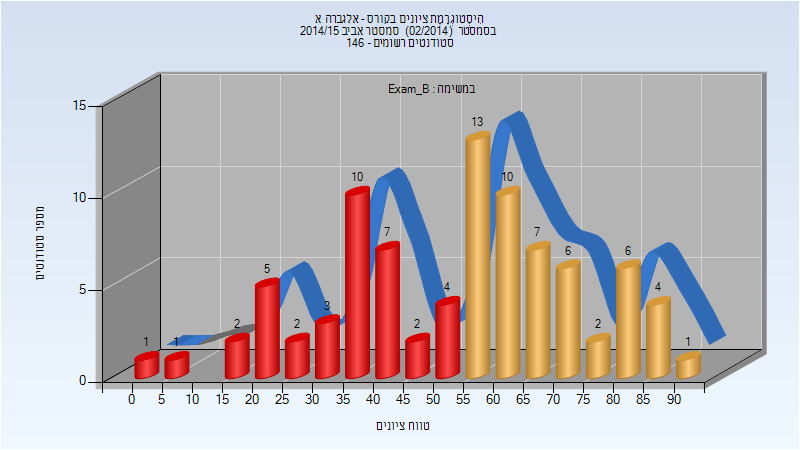 היסטוגרמת ציונים בקורס - אלגברה א
בסמסטר (02/2014) סמסטר אביב 2014/15
סטודנטים רשומים - 146
במשימה : Exam_B
מספר סטודנטים
15
10
5
0
1 1 2 5 2 3 10 7 2 4 13 10 7 6 2 6 4 1
0 5 10 15 20 25 30 35 40 45 50 55 60 65 70 75 80 85 90
טווח ציונים